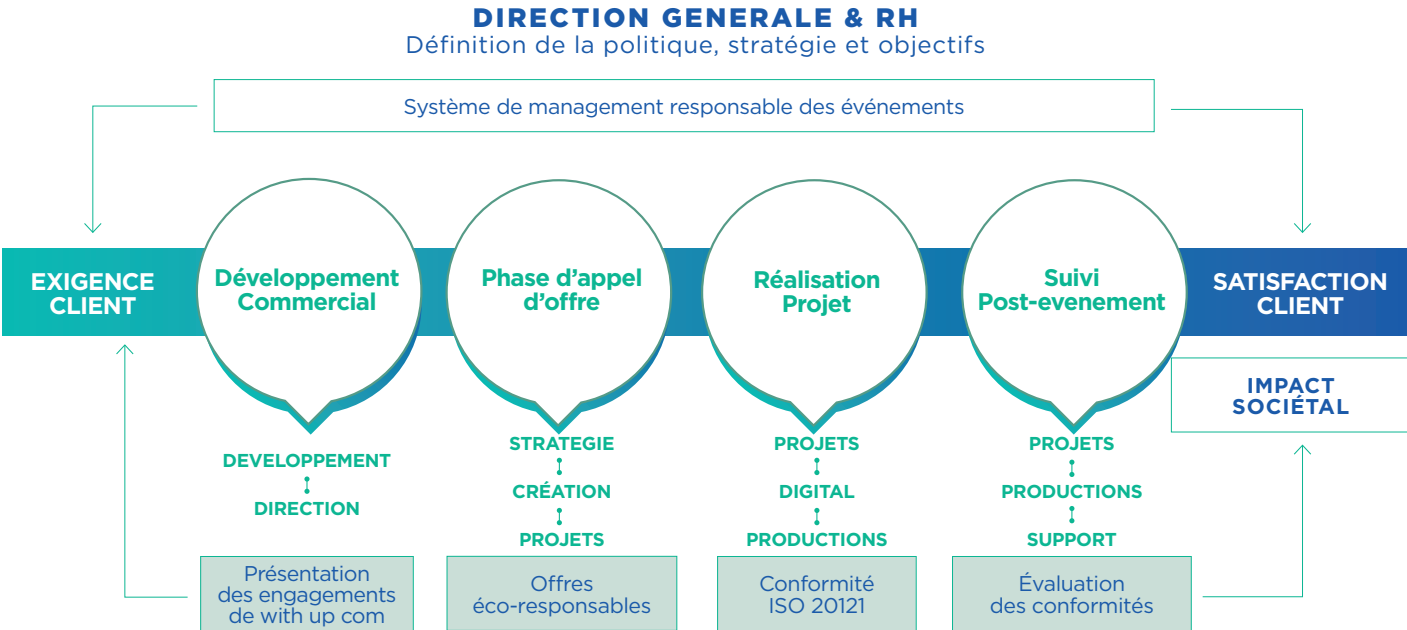 DIRECTION GENERALE & RH
Définition de la politique, stratégie et objectifs
Système de management responsable des événements
EXIGENCE
CLIENT
Développement
Commercial
Phase d’appel
d’offre
Réalisation
Projet
Suivi
Post-evenement
SATISFACTION
CLIENT
IMPACT
SOCIÉTAL
DEVELOPPEMENT
DIRECTION
STRATEGIE
CRÉATION
PROJETS
PROJETS
DIGITAL
PRODUCTIONS
PROJETS
PRODUCTIONS
SUPPORT
Présentation
des engagements
de with up com
Offres
éco-responsables
Conformité
ISO 20121
Évaluation
des conformités